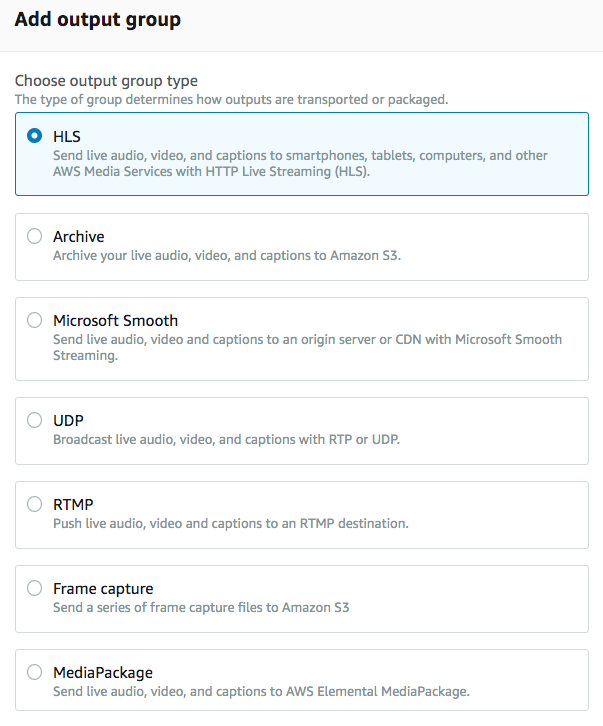 Add output group
Choose output group type
The type of group determines how outputs are transported or packaged.
HLS
Send live audio, video, and captions to smartphones, tablets, computers, and other
AWS Media Services with HTTP Live Streaming (HLS).
Archive
Archive your live audio, video, and captions to Amazon S3.
Microsoft Smooth
Send live audio, video and captions to an origin server or CDN with Microsoft Smooth
Streaming.
UDP
Broadcast live audio, video, and captions with RTP or UDP.
RTMP
Push live audio, video and captions to an RTMP destination.
Frame capture
Send a series of frame capture files to Amazon S3
MediaPackage
Send live audio, video, and captions to AWS Elemental MediaPackage.